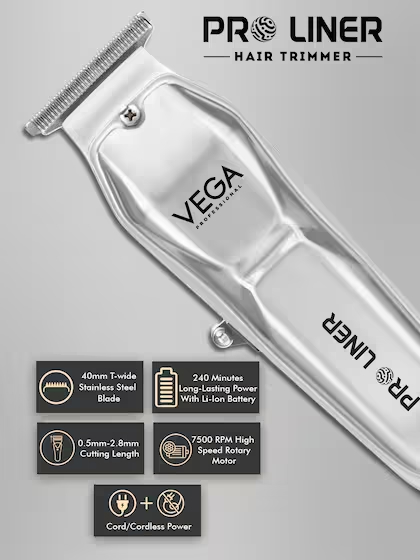 PRO LINER
HAIR TRIMMER
VEGA
PROFESSIONAL
PRO LINER
40mm T-wide
Stainless Steel
Blade
240 Minutes
Long-Lasting Power
With Li-Ion Battery
0.5mm-2.8mm
Cutting Length
7500 RPM High
Speed Rotary
Motor
+
Cord/Cordless Power